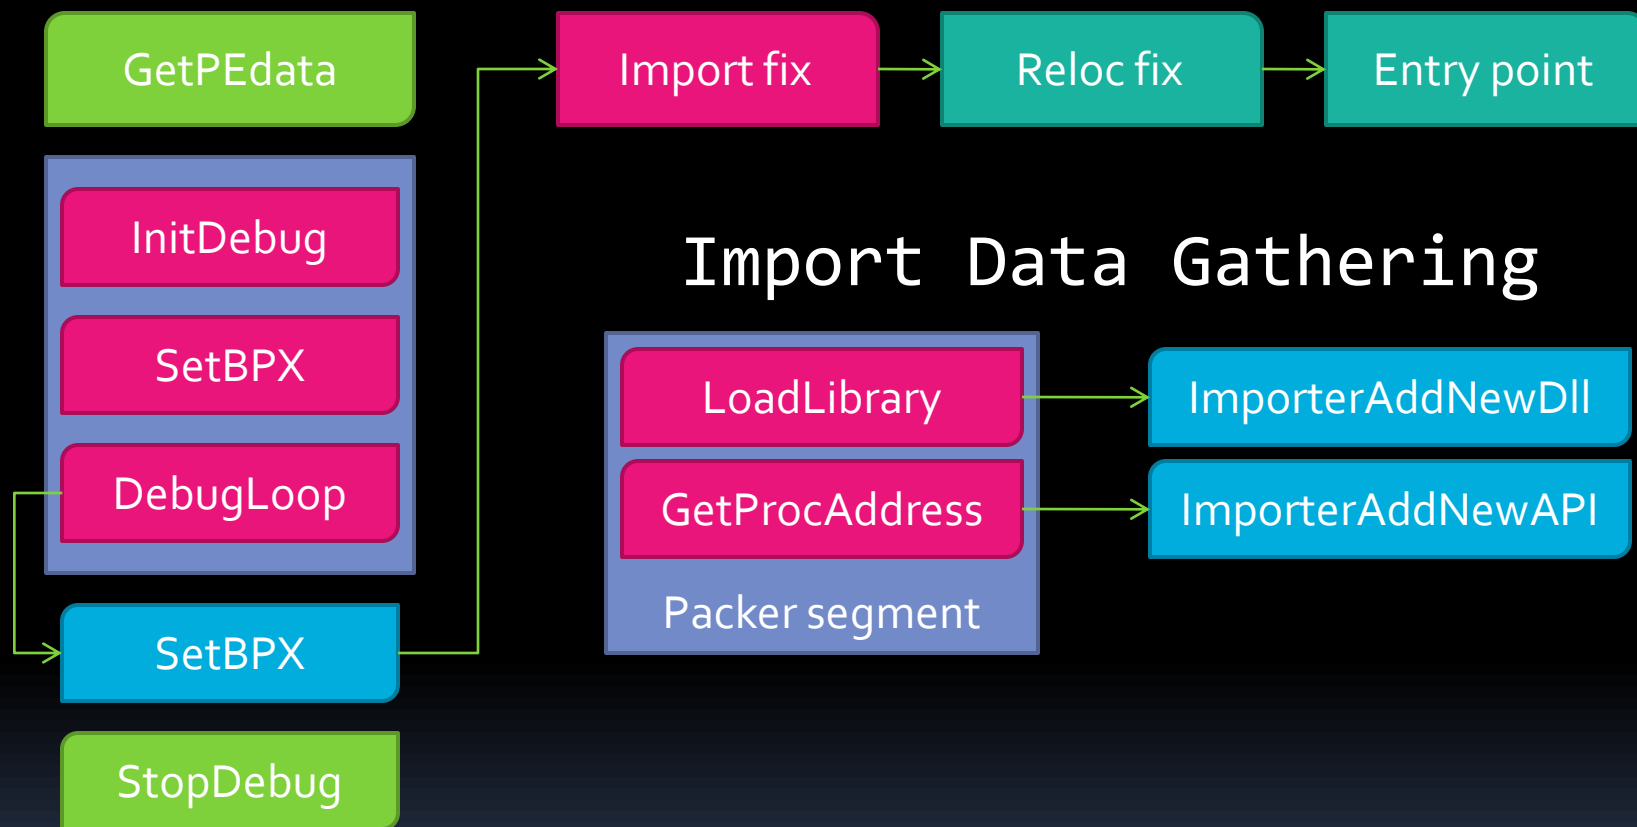 GetPEdata
Import fix
Reloc fix
Entry point
InitDebug
SetBPX
DebugLoop
SetBPX
StopDebug
Import Data Gathering
LoadLibrary
ImporterAddNewDll
GetProcAddress
ImporterAddNewAPI
Packer segment